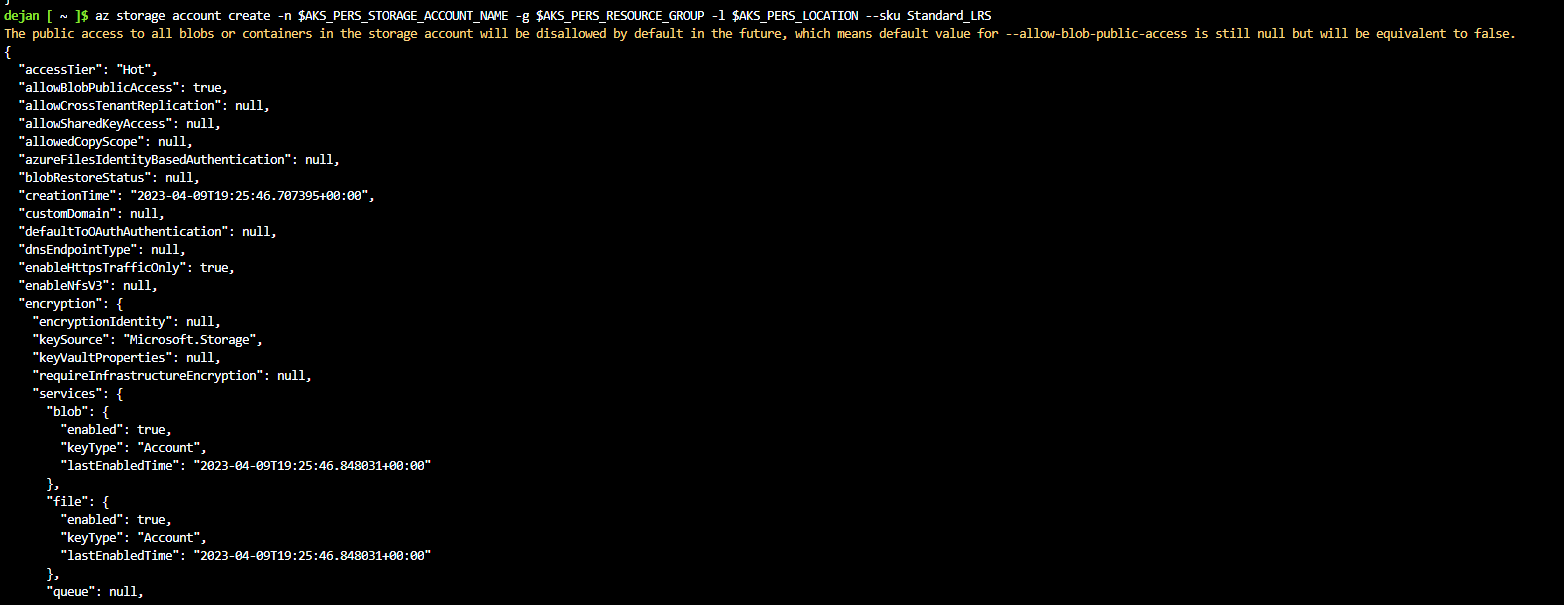 dejan [ ~ ]$ az storage account create -n $AKS_PERS_STORAGE_ACCOUNT_NAME -g $AKS_PERS_RESOURCE_GROUP -l $AKS_PERS_LOCATION --sku Standard_LRS
The public access to all blobs or containers in the storage account will be disallowed by default in the future, which means default value for --allow-blob-public-access is still null but will be equivalent to false.
{
  "accessTier": "Hot",
  "allowBlobPublicAccess": true,
  "allowCrossTenantReplication": null,
  "allowSharedKeyAccess": null,
  "allowedCopyScope": null,
  "azureFilesIdentityBasedAuthentication": null,
  "blobRestoreStatus": null,
  "creationTime": "2023-04-09T19:25:46.707395+00:00",
  "customDomain": null,
  "defaultToOAuthAuthentication": null,
  "dnsEndpointType": null,
  "enableHttpsTrafficOnly": true,
  "enableNfsV3": null,
  "encryption": {
    "encryptionIdentity": null,
    "keySource": "Microsoft.Storage",
    "keyVaultProperties": null,
    "requireInfrastructureEncryption": null,
    "services": {
      "blob": {
        "enabled": true,
        "keyType": "Account",
        "lastEnabledTime": "2023-04-09T19:25:46.848031+00:00"
      },
      "file": {
        "enabled": true,
        "keyType": "Account",
        "lastEnabledTime": "2023-04-09T19:25:46.848031+00:00"
      },
      "queue": null,